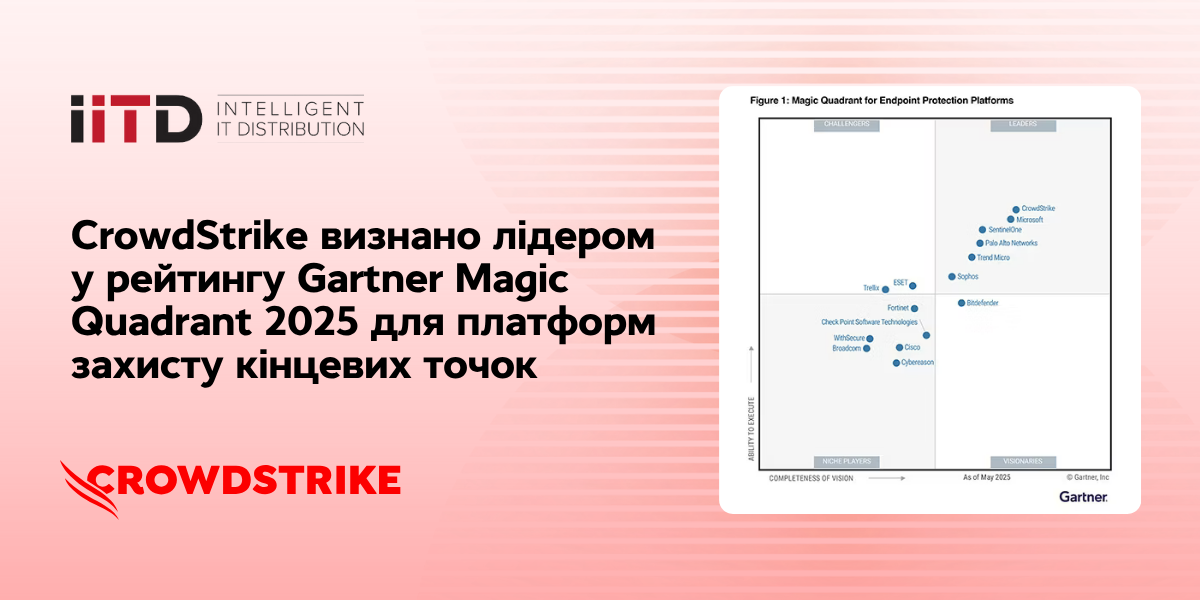 iiTD
INTELLIGENT
IT DISTRIBUTION
CrowdStrike визнано лідером
у рейтингу Gartner Magic
Quadrant 2025 для платформ
захисту кінцевих точок
CROWDSTRIKE
Figure 1: Magic Quadrant for Endpoint Protection Platforms
CHALLENGERS
LEADERS
CrowdStrike
Microsoft
SentinelOne
Palo Alto Networks
Trend Micro
Sophos
ESET
Trellix
Bitdefender
Fortinet
Check Point Software Technologies
WithSecure
Broadcom
Cisco
Cybereason
ABILITY TO EXECUTE
NICHE PLAYERS
VISIONARIES
COMPLETENESS OF VISION
As of May 2025
© Gartner, Inc
Gartner.